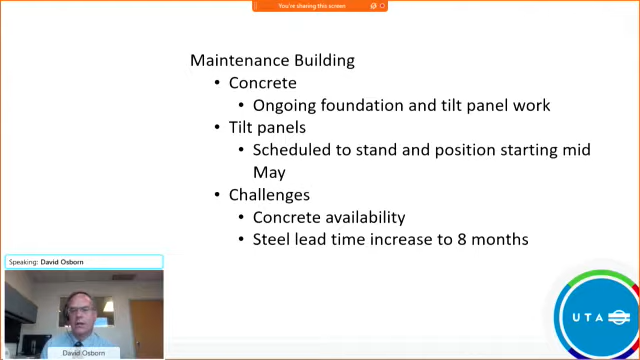 You're sharing this screen
Maintenance Building
• Concrete
• Ongoing foundation and tilt panel work
• Tilt panels
• Scheduled to stand and position starting mid
May
• Challenges
• Concrete availability
• Steel lead time increase to 8 months
Speaking: David Osborn
David Osborn
UTA